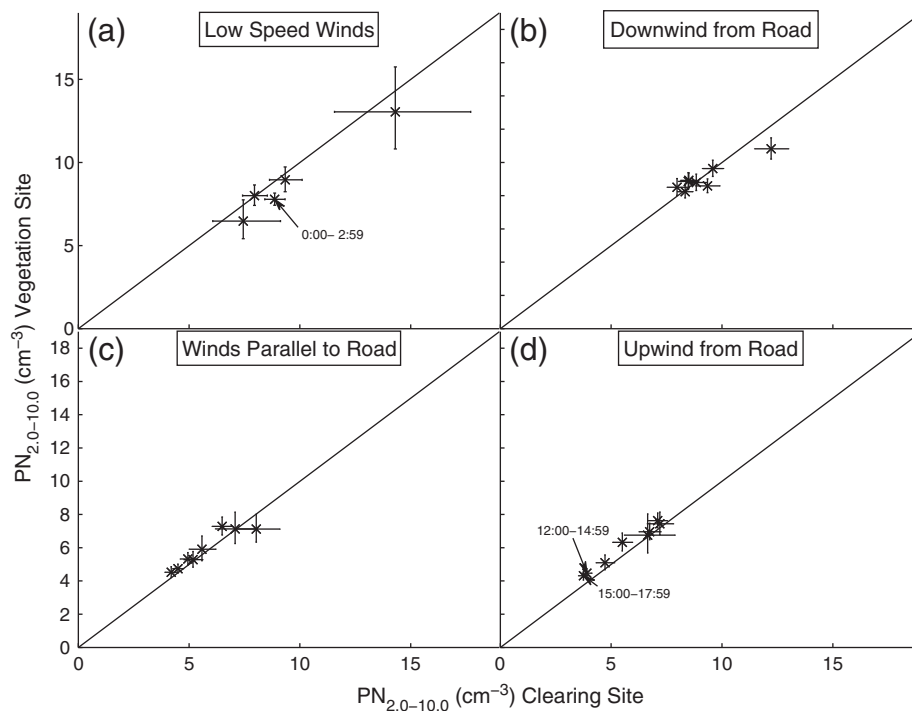 (a) Low Speed Winds
(b) Downwind from Road
15
10
5
0
0:00–2:59
PN2.0–10.0 (cm−3) Vegetation Site
(c) Winds Parallel to Road
(d) Upwind from Road
18
16
14
12
10
8
6
4
2
0
12:00–14:59
15:00–17:59
0 5 10 15
0 5 10 15
PN2.0–10.0 (cm−3) Clearing Site